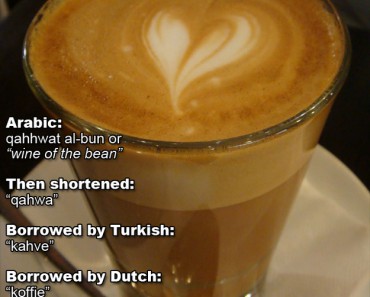 Arabic:
qahhwat al-bun or
“wine of the bean”
Then shortened:
“qahwa”
Borrowed by Turkish:
“kahve”
Borrowed by Dutch:
“koffie”